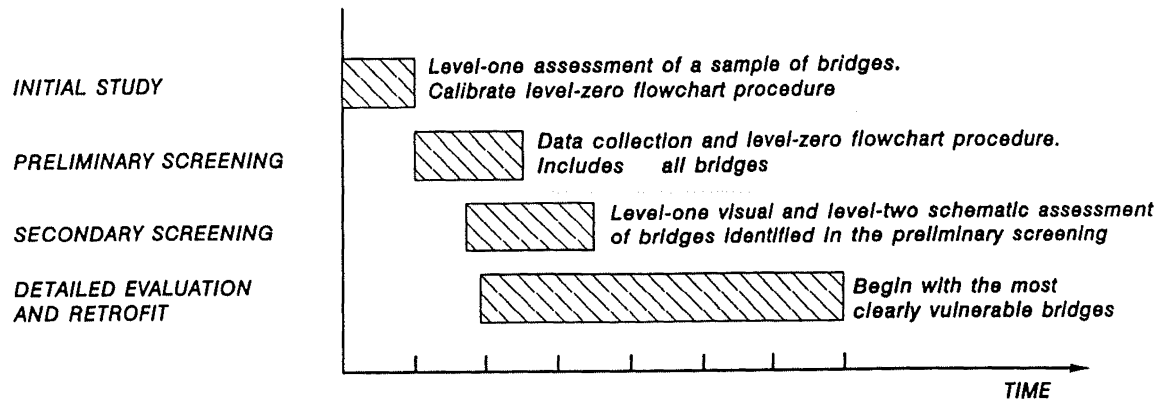 INITIAL STUDY
Level-one assessment of a sample of bridges.
Calibrate level-zero flowchart procedure
PRELIMINARY SCREENING
Data collection and level-zero flowchart procedure.
Includes all bridges
SECONDARY SCREENING
Level-one visual and level-two schematic assessment
of bridges identified in the preliminary screening
DETAILED EVALUATION
AND RETROFIT
Begin with the most
clearly vulnerable bridges
TIME